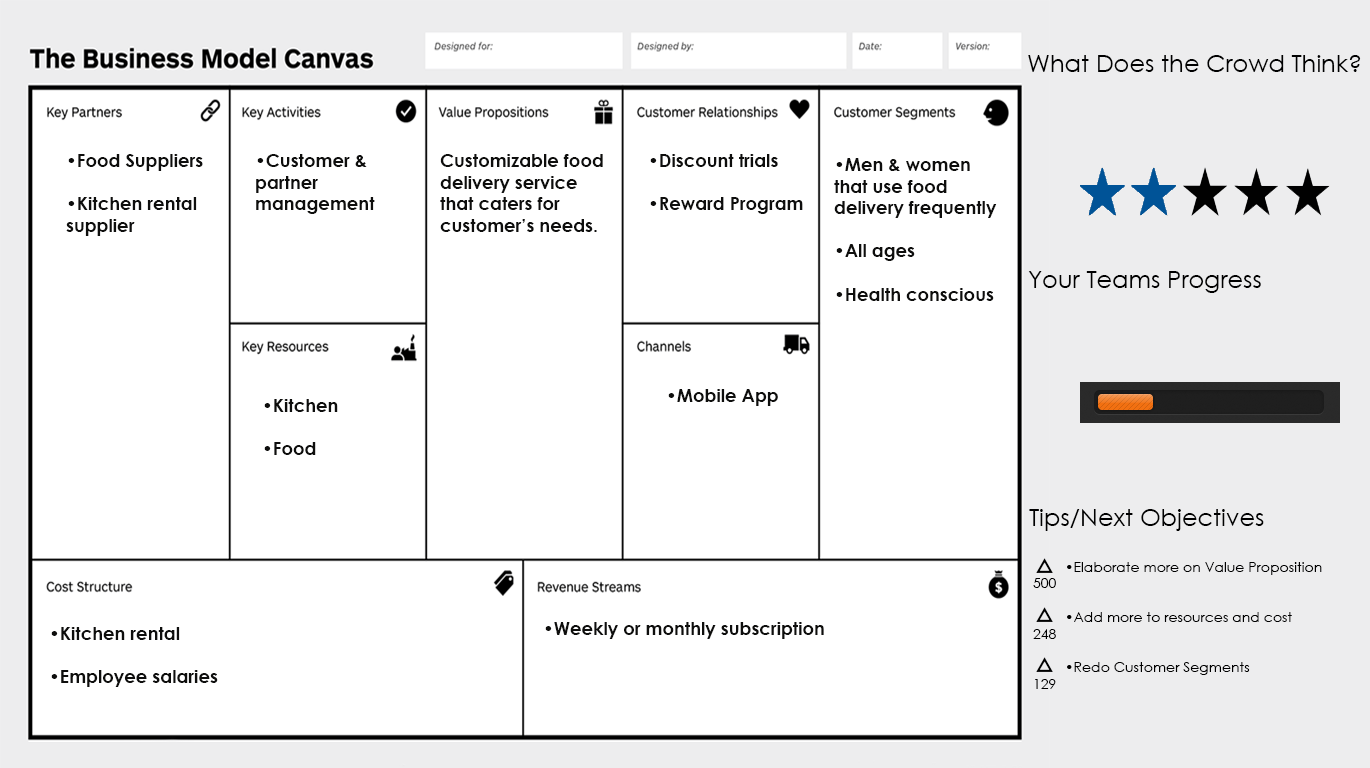 The Business Model Canvas
Designed for:
Designed by:
Date:
Version:
What Does the Crowd Think?
Key Partners
•Food Suppliers
•Kitchen rental
supplier
Key Activities
•Customer &
partner
management
Key Resources
•Kitchen
•Food
Value Propositions
Customizable food
delivery service
that caters for
customer's needs.
Customer Relationships
•Discount trials
•Reward Program
Channels
•Mobile App
Customer Segments
•Men & women
that use food
delivery frequently
•All ages
•Health conscious
Cost Structure
•Kitchen rental
•Employee salaries
Revenue Streams
•Weekly or monthly subscription
Your Teams Progress
Tips/Next Objectives
•Elaborate more on Value Proposition
500
•Add more to resources and cost
248
•Redo Customer Segments
129